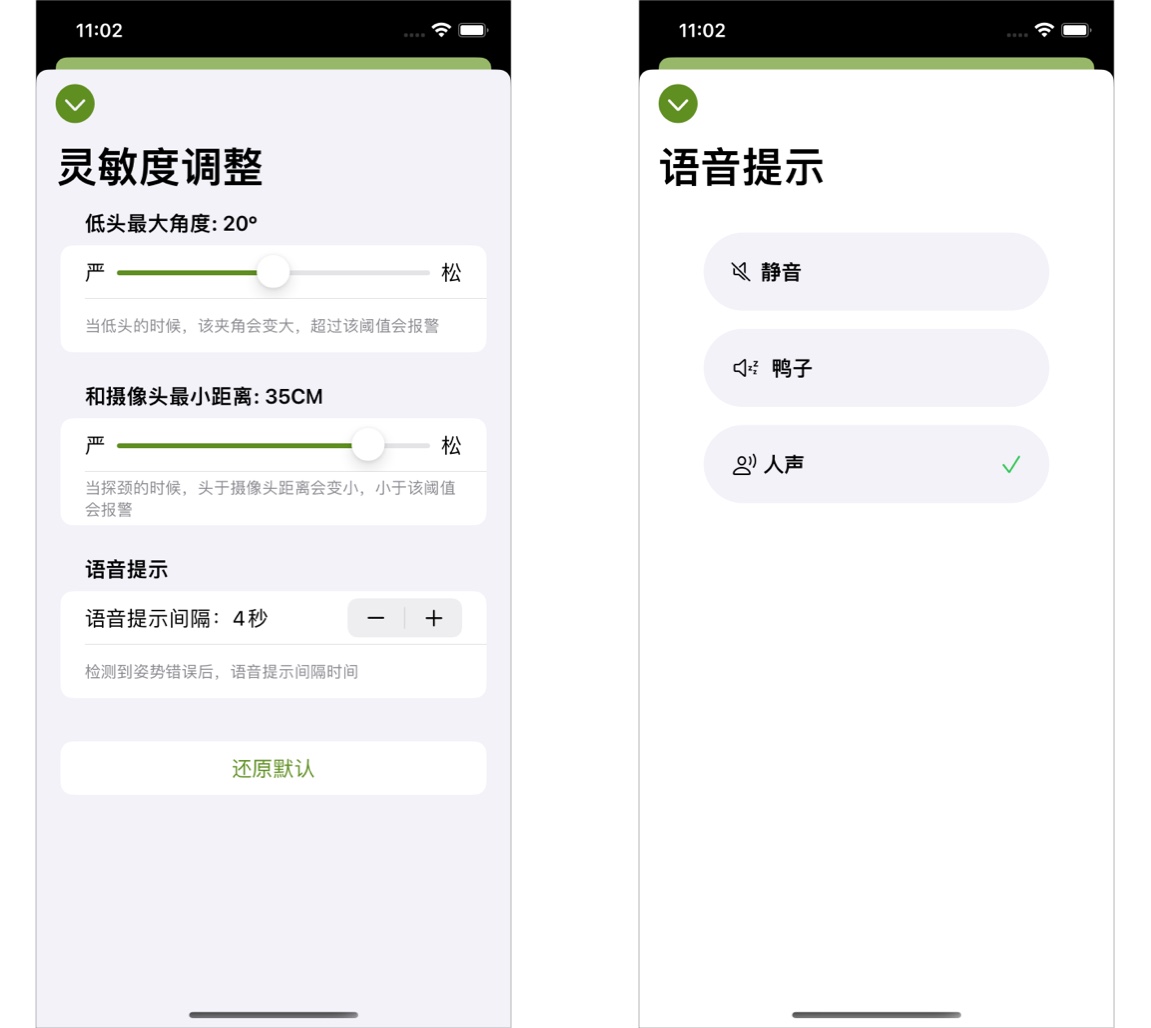 11:02
灵敏度调整
低头最大角度: 20°
严 松
当低头的时候，该夹角会变大，超过该阈值会报警
和摄像头最小距离: 35CM
严 松
当探颈的时候，头于摄像头距离会变小，小于该阈值
会报警
语音提示
语音提示间隔：4秒
检测到姿势错误后，语音提示间隔时间
还原默认
11:02
语音提示
静音
鸭子
人声